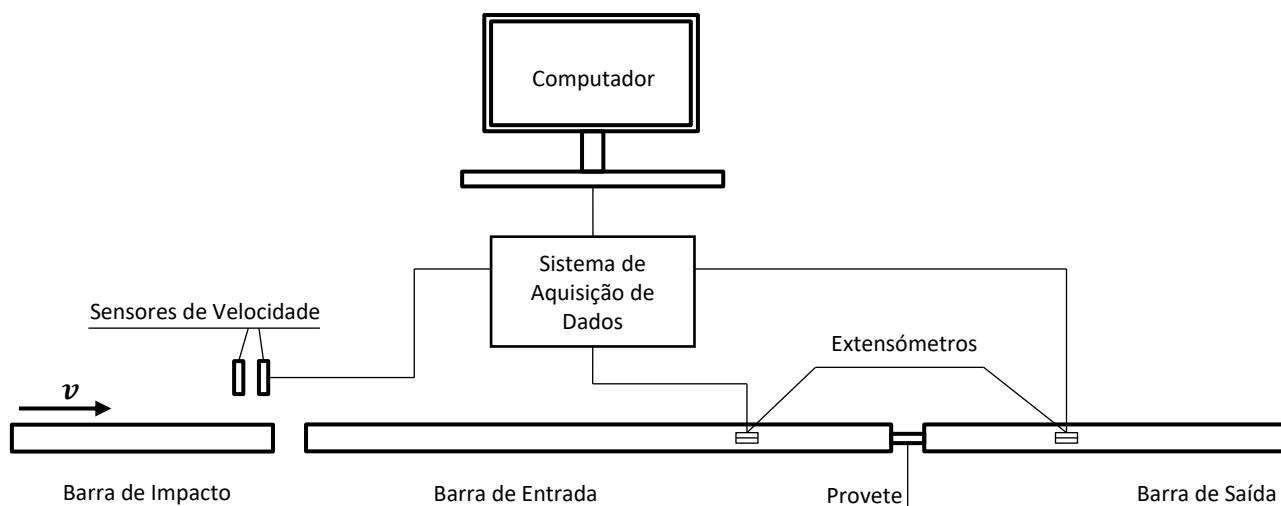 Computador
Sistema de
Aquisição de
Dados
Sensores de Velocidade
Extensómetros
v
Barra de Impacto
Barra de Entrada
Provete
Barra de Saída